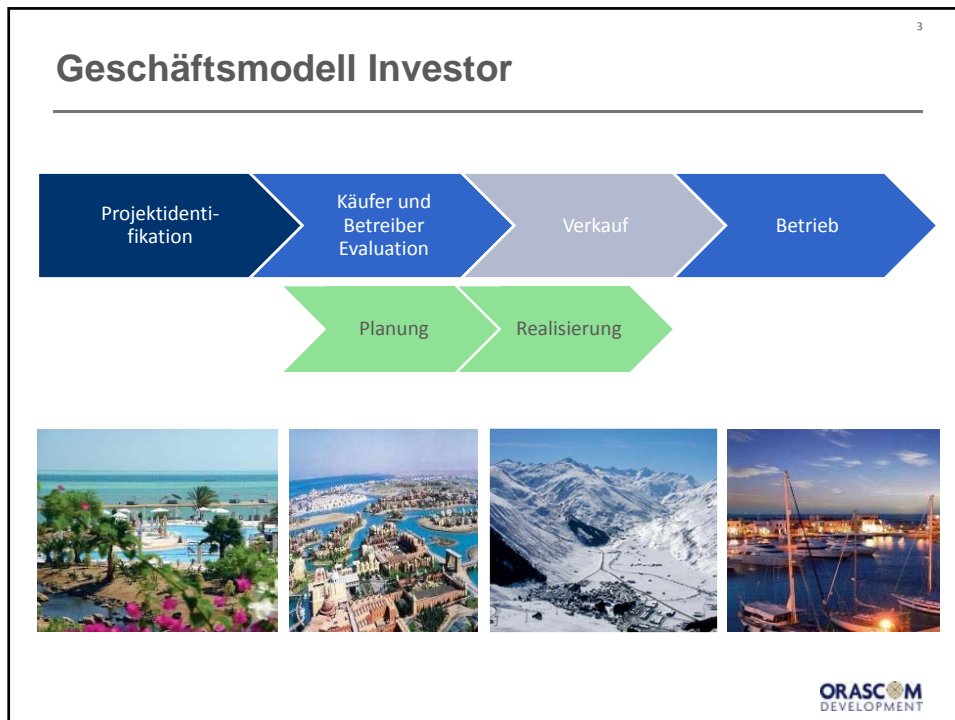 3
Geschäftsmodell Investor
Projektidenti-
fikation
Käufer und
Betreiber
Evaluation
Verkauf
Betrieb
Planung
Realisierung
ORASCOM
DEVELOPMENT